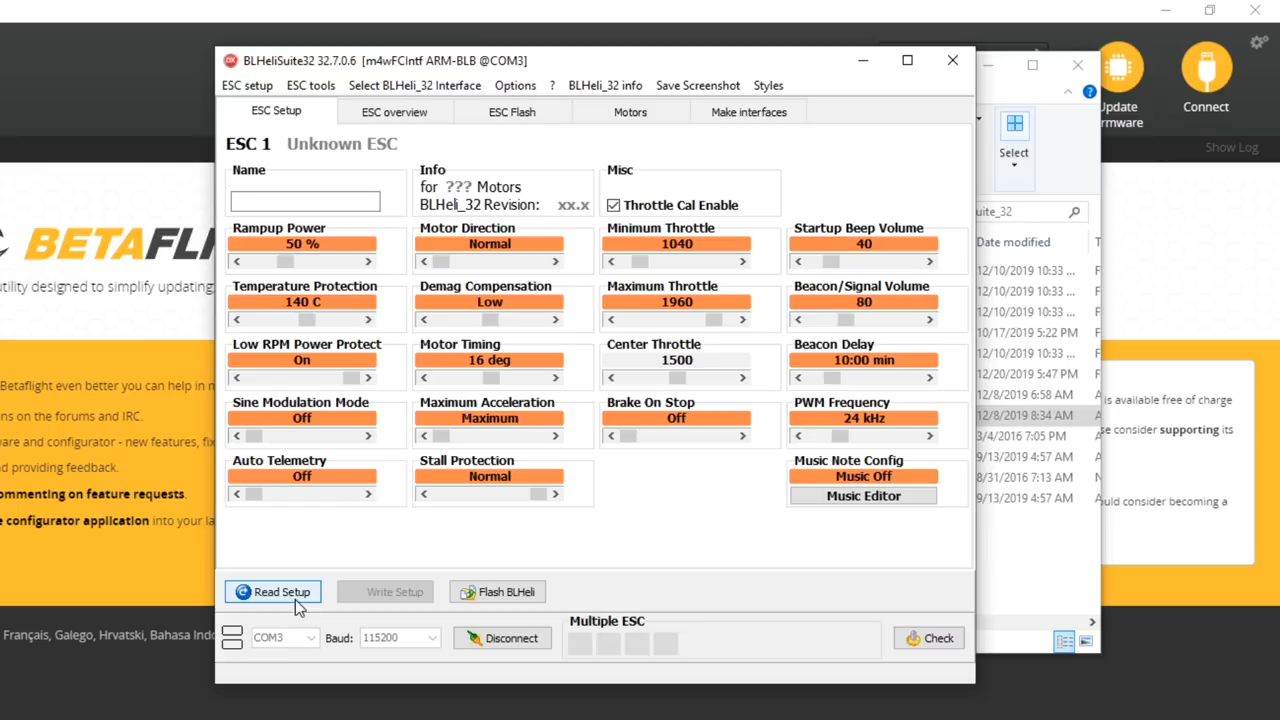 BLHeliSuite32 32.7.0.6 [m4wFCIntf ARM-BLB @COM3]
ESC setup ESC tools Select BLHeli_32 Interface Options ? BLHeli_32 info Save Screenshot Styles
ESC Setup ESC overview ESC Flash Motors Make interfaces
ESC 1 Unknown ESC
Name
Info
for ??? Motors
BLHeli_32 Revision: xx.x
Misc
Throttle Cal Enable
Rampup Power
50 %
Motor Direction
Normal
Minimum Throttle
1040
Startup Beep Volume
40
Temperature Protection
140 C
Demag Compensation
Low
Maximum Throttle
1960
Beacon/Signal Volume
80
Low RPM Power Protect
On
Motor Timing
16 deg
Center Throttle
1500
Beacon Delay
10:00 min
Sine Modulation Mode
Off
Maximum Acceleration
Maximum
Brake On Stop
Off
PWM Frequency
24 kHz
Auto Telemetry
Off
Stall Protection
Normal
Music Note Config
Music Off
Music Editor
Read Setup Write Setup Flash BLHeli
COM3 Baud: 115200 Disconnect
Multiple ESC
Check
BETAFL
tility designed to simplify updating
Betaflight even better you can help in
ns on the forums and IRC.
ware and configurator - new features, fix
and providing feedback.
ommenting on feature requests.
e configurator application into your la
Français, Galego, Hrvatski, Bahasa Indo
Update
rmware
Connect
Show Log
Select
uite_32
Date modified
12/10/2019 10:33 ...
12/10/2019 10:33 ...
12/10/2019 10:33 ...
10/17/2019 5:22 PM
12/10/2019 10:33 ...
12/20/2019 5:47 PM
12/8/2019 6:58 AM
12/8/2019 8:34 AM
3/4/2016 7:05 PM
9/13/2019 4:57 AM
8/31/2016 7:13 AM
9/13/2019 4:57 AM
is available free of charge
se consider supporting its
ould consider becoming a